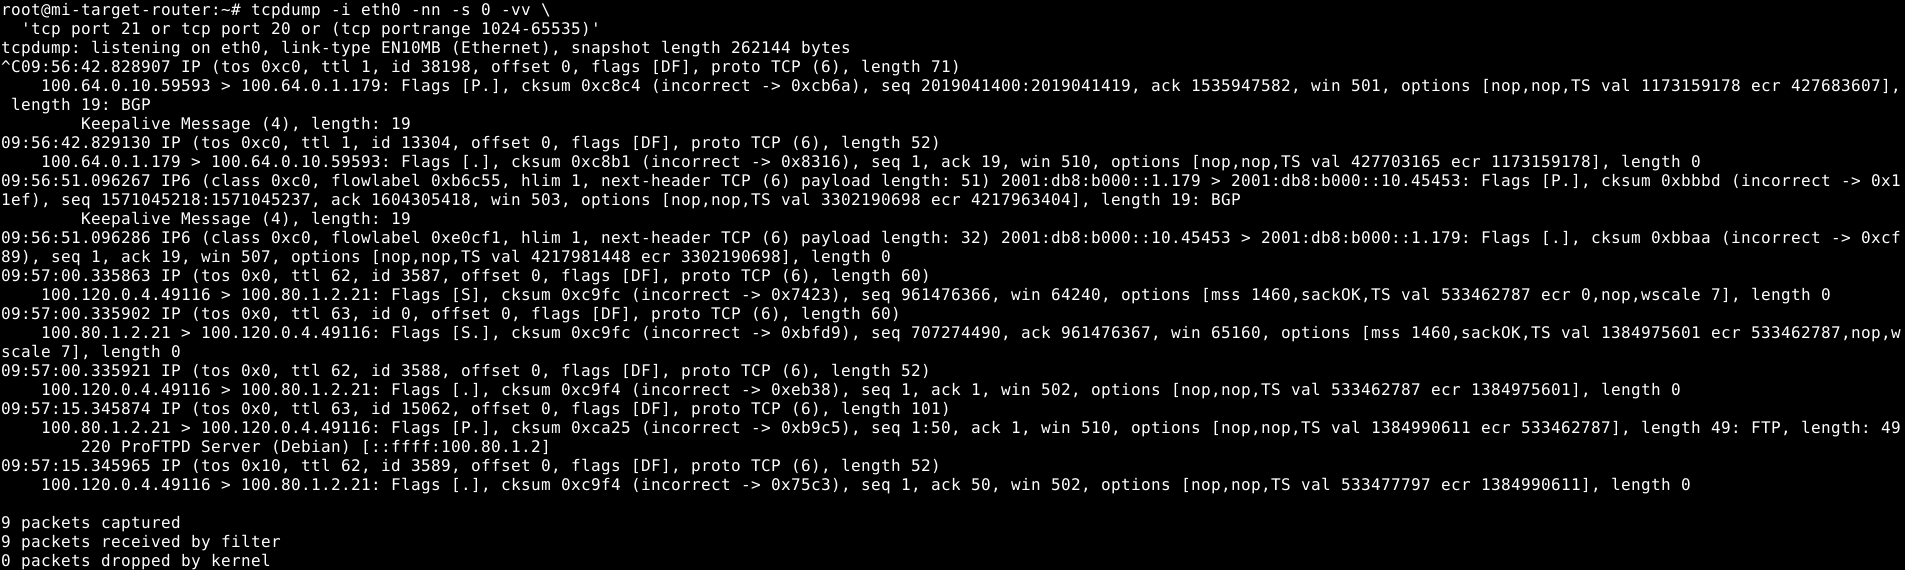 root@mi-target-router:~# tcpdump -i eth0 -nn -s 0 -vv \
  'tcp port 21 or tcp port 20 or (tcp portrange 1024-65535)'
tcpdump: listening on eth0, link-type EN10MB (Ethernet), snapshot length 262144 bytes
^C09:56:42.828907 IP (tos 0xc0, ttl 1, id 38198, offset 0, flags [DF], proto TCP (6), length 71)
    100.64.0.10.59593 > 100.64.0.1.179: Flags [P.], cksum 0xc8c4 (incorrect -> 0xcb6a), seq 2019041400:2019041419, ack 1535947582, win 501, options [nop,nop,TS val 1173159178 ecr 427683607],
 length 19: BGP
        Keepalive Message (4), length: 19
09:56:42.829130 IP (tos 0xc0, ttl 1, id 13304, offset 0, flags [DF], proto TCP (6), length 52)
    100.64.0.1.179 > 100.64.0.10.59593: Flags [.], cksum 0xc8b1 (incorrect -> 0x8316), seq 1, ack 19, win 510, options [nop,nop,TS val 427703165 ecr 1173159178], length 0
09:56:51.096267 IP6 (class 0xc0, flowlabel 0xb6c55, hlim 1, next-header TCP (6) payload length: 51) 2001:db8:b000::1.179 > 2001:db8:b000::10.45453: Flags [P.], cksum 0xbbbd (incorrect -> 0x1
1ef), seq 1571045218:1571045237, ack 1604305418, win 503, options [nop,nop,TS val 3302190698 ecr 4217963404], length 19: BGP
        Keepalive Message (4), length: 19
09:56:51.096286 IP6 (class 0xc0, flowlabel 0xe0cf1, hlim 1, next-header TCP (6) payload length: 32) 2001:db8:b000::10.45453 > 2001:db8:b000::1.179: Flags [.], cksum 0xbbaa (incorrect -> 0xcf
89), seq 1, ack 19, win 507, options [nop,nop,TS val 4217981448 ecr 3302190698], length 0
09:57:00.335863 IP (tos 0x0, ttl 62, id 3587, offset 0, flags [DF], proto TCP (6), length 60)
    100.120.0.4.49116 > 100.80.1.2.21: Flags [S], cksum 0xc9fc (incorrect -> 0x7423), seq 961476366, win 64240, options [mss 1460,sackOK,TS val 533462787 ecr 0,nop,wscale 7], length 0
09:57:00.335902 IP (tos 0x0, ttl 63, id 0, offset 0, flags [DF], proto TCP (6), length 60)
    100.80.1.2.21 > 100.120.0.4.49116: Flags [S.], cksum 0xc9fc (incorrect -> 0xbfd9), seq 707274490, ack 961476367, win 65160, options [mss 1460,sackOK,TS val 1384975601 ecr 533462787,nop,w
scale 7], length 0
09:57:00.335921 IP (tos 0x0, ttl 62, id 3588, offset 0, flags [DF], proto TCP (6), length 52)
    100.120.0.4.49116 > 100.80.1.2.21: Flags [.], cksum 0xc9f4 (incorrect -> 0xeb38), seq 1, ack 1, win 502, options [nop,nop,TS val 533462787 ecr 1384975601], length 0
09:57:15.345874 IP (tos 0x0, ttl 63, id 15062, offset 0, flags [DF], proto TCP (6), length 101)
    100.80.1.2.21 > 100.120.0.4.49116: Flags [P.], cksum 0xca25 (incorrect -> 0xb9c5), seq 1:50, ack 1, win 510, options [nop,nop,TS val 1384990611 ecr 533462787], length 49: FTP, length: 49
        220 ProFTPD Server (Debian) [::ffff:100.80.1.2]
09:57:15.345965 IP (tos 0x10, ttl 62, id 3589, offset 0, flags [DF], proto TCP (6), length 52)
    100.120.0.4.49116 > 100.80.1.2.21: Flags [.], cksum 0xc9f4 (incorrect -> 0x75c3), seq 1, ack 50, win 502, options [nop,nop,TS val 533477797 ecr 1384990611], length 0

9 packets captured
9 packets received by filter
0 packets dropped by kernel